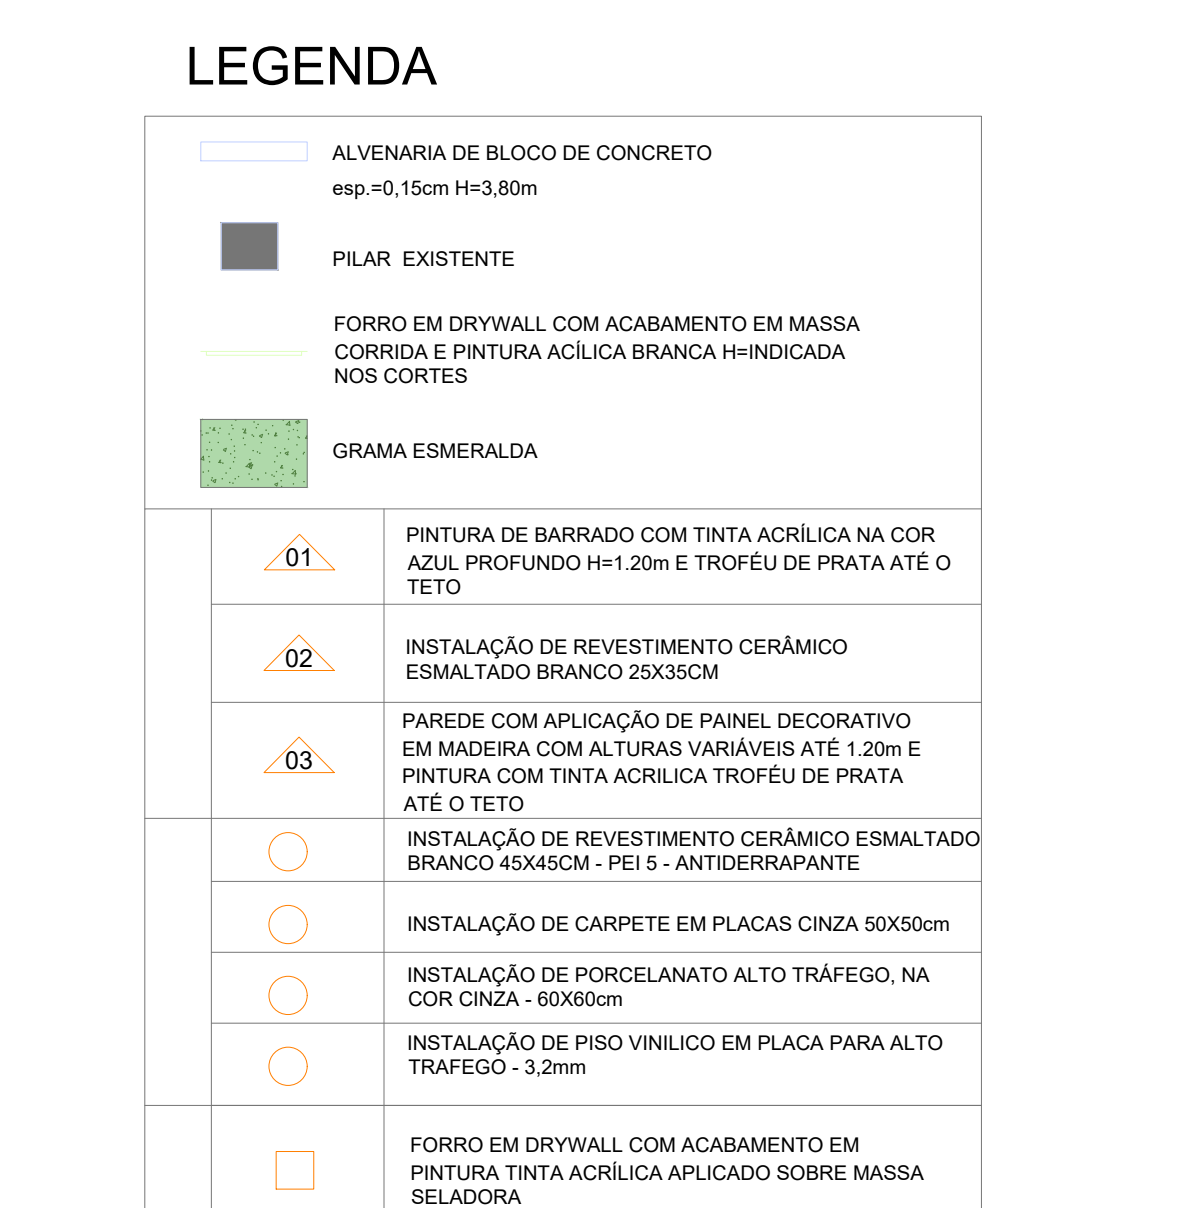 LEGENDA
ALVENARIA DE BLOCO DE CONCRETO
esp.=0,15cm H=3,80m
PILAR EXISTENTE
FORRO EM DRYWALL COM ACABAMENTO EM MASSA
CORRIDA E PINTURA ACÍLICA BRANCA H=INDICADA
NOS CORTES
GRAMA ESMERALDA
01
PINTURA DE BARRADO COM TINTA ACRÍLICA NA COR
AZUL PROFUNDO H=1.20m E TROFÉU DE PRATA ATÉ O
TETO
02
INSTALAÇÃO DE REVESTIMENTO CERÂMICO
ESMALTADO BRANCO 25X35CM
03
PAREDE COM APLICAÇÃO DE PAINEL DECORATIVO
EM MADEIRA COM ALTURAS VARIÁVEIS ATÉ 1.20m E
PINTURA COM TINTA ACRILICA TROFÉU DE PRATA
ATÉ O TETO
INSTALAÇÃO DE REVESTIMENTO CERÂMICO ESMALTADO
BRANCO 45X45CM - PEI 5 - ANTIDERRAPANTE
INSTALAÇÃO DE CARPETE EM PLACAS CINZA 50X50cm
INSTALAÇÃO DE PORCELANATO ALTO TRÁFEGO, NA
COR CINZA - 60X60cm
INSTALAÇÃO DE PISO VINILICO EM PLACA PARA ALTO
TRAFEGO - 3,2mm
FORRO EM DRYWALL COM ACABAMENTO EM
PINTURA TINTA ACRÍLICA APLICADO SOBRE MASSA
SELADORA